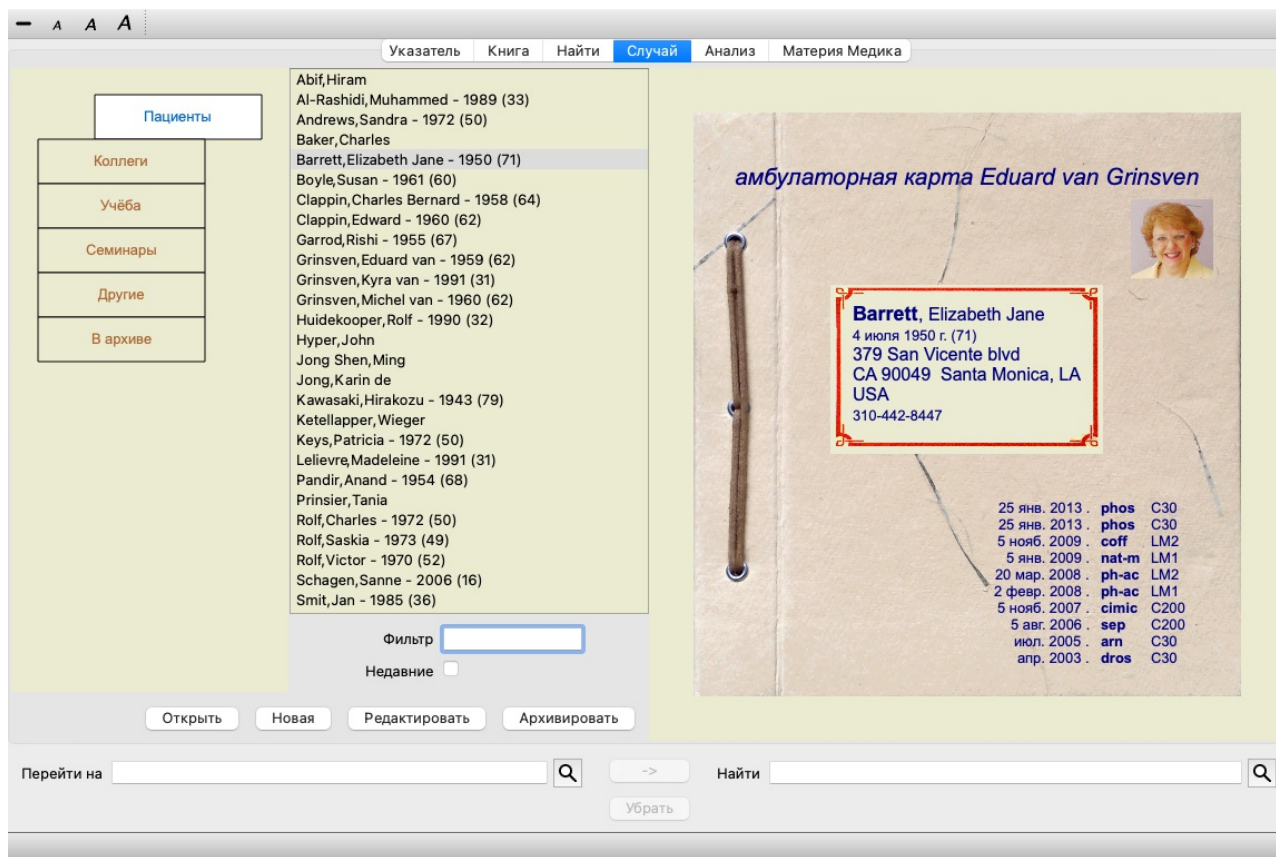 A A A
Указатель Книга Найти Случай Анализ Материя Медика
Пациенты
Коллеги
Учёба
Семинары
Другие
В архиве
Abif,Hiram
Al-Rashidi,Muhammed - 1989 (33)
Andrews,Sandra - 1972 (50)
Baker,Charles
Barrett,Elizabeth Jane - 1950 (71)
Boyle,Susan - 1961 (60)
Clappin,Charles Bernard - 1958 (64)
Clappin,Edward - 1960 (62)
Garrod,Rishi - 1955 (67)
Grinsven,Eduard van - 1959 (62)
Grinsven,Kyra van - 1991 (31)
Grinsven,Michel van - 1960 (62)
Huidekooper,Rolf - 1990 (32)
Hyper,John
Jong Shen,Ming
Jong,Karin de
Kawasaki,Hirakozu - 1943 (79)
Ketellapper,Wieger
Keys,Patricia - 1972 (50)
Lelievre,Madeleine - 1991 (31)
Pandir,Anand - 1954 (68)
Prinsier,Tania
Rolf,Charles - 1972 (50)
Rolf,Saskia - 1973 (49)
Rolf,Victor - 1970 (52)
Schagen,Sanne - 2006 (16)
Smit,Jan - 1985 (36)
Фильтр
Недавние
Открыть Новая Редактировать Архивировать
амбулаторная карта Eduard van Grinsven
Barrett, Elizabeth Jane
4 июля 1950 г. (71)
379 San Vicente blvd
CA 90049 Santa Monica, LA
USA
310-442-8447
25 янв. 2013 . phos C30
25 янв. 2013 . phos C30
5 нояб. 2009 . coff LM2
5 янв. 2009 . nat-m LM1
20 мар. 2008 . ph-ac LM2
2 февр. 2008 . ph-ac LM1
5 нояб. 2007 . cimic C200
5 авг. 2006 . sep C200
июл. 2005 . arn C30
апр. 2003 . dros C30
Перейти на -> Найти
Убрать